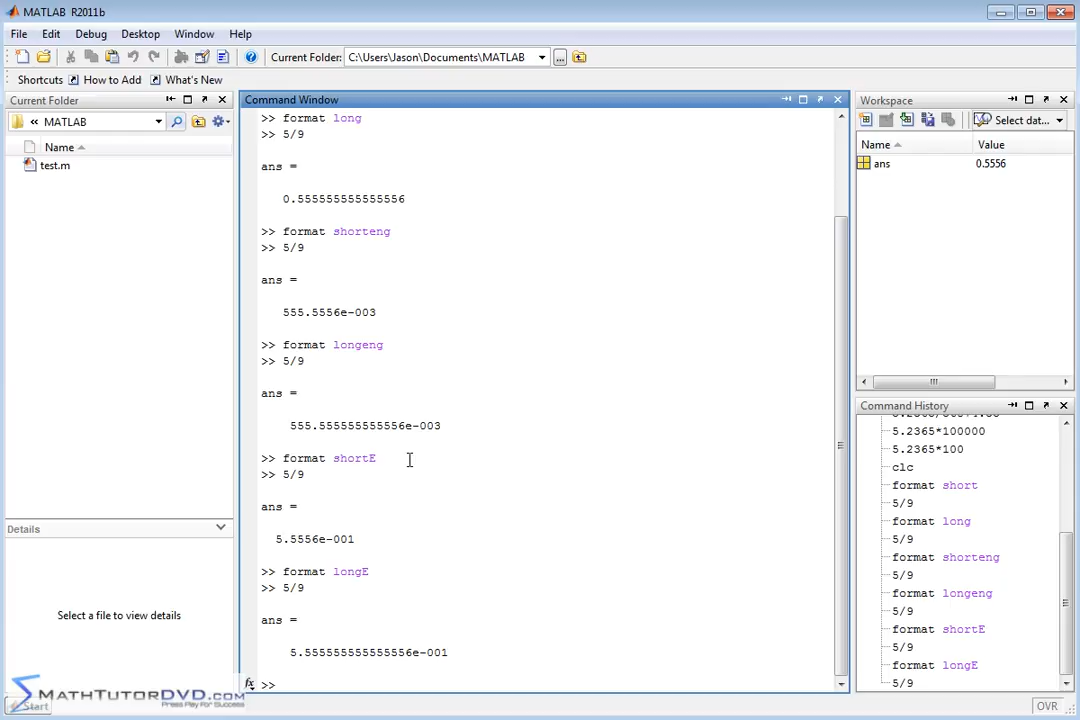 MATLAB R2011b
File Edit Debug Desktop Window Help
Current Folder: C:\Users\Jason\Documents\MATLAB ...
Shortcuts How to Add What's New
Current Folder
« MATLAB
Name
test.m
Details
Select a file to view details
Command Window
>> format long
>> 5/9
ans =
0.555555555555556
>> format shorteng
>> 5/9
ans =
555.5556e-003
>> format longeng
>> 5/9
ans =
555.555555555556e-003
>> format shortE
>> 5/9
ans =
5.5556e-001
>> format longE
>> 5/9
ans =
5.555555555555556e-001
fx >>
Workspace
Select dat...
Name Value
ans 0.5556
Command History
5.2365*100000
5.2365*100
clc
format short
5/9
format long
5/9
format shorteng
5/9
format longeng
5/9
format shortE
5/9
format longE
5/9
MathTutorDVD.com
Press Play For Success
Start
OVR